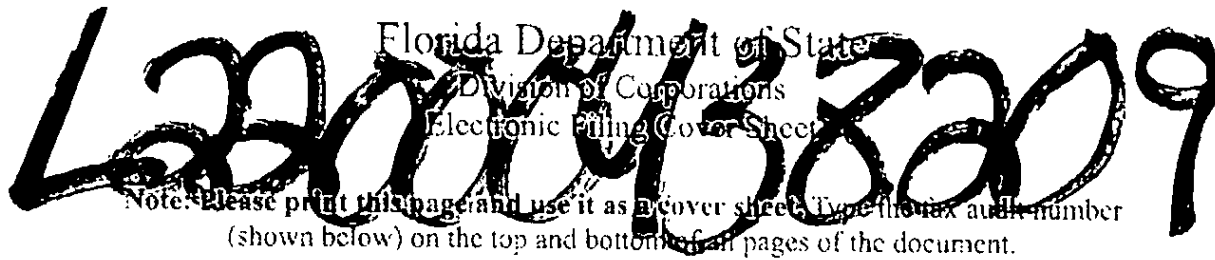 L22000438209
Florida Department of State
Division of Corporations
Electronic Filing Cover Sheet
Note: Please print this page and use it as a cover sheet. Type the fax audit number
(shown below) on the top and bottom of all pages of the document.